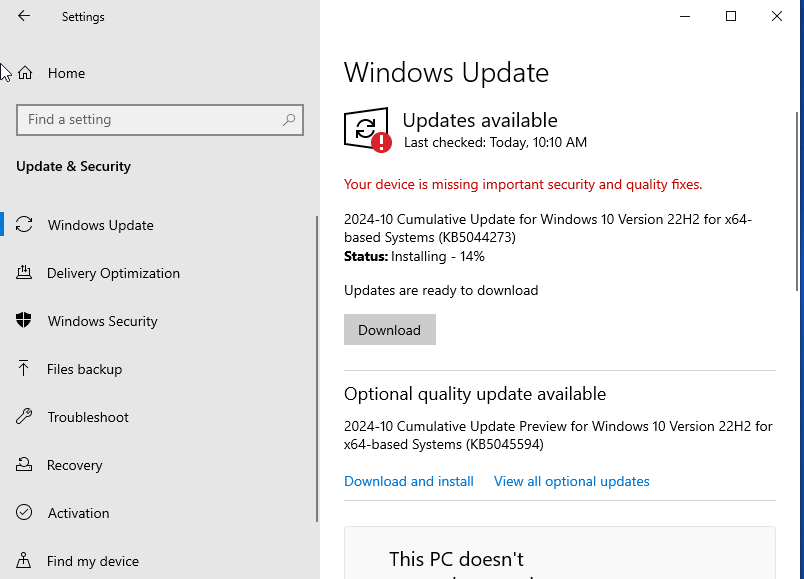 Settings
Home
Find a setting
Update & Security
Windows Update
Delivery Optimization
Windows Security
Files backup
Troubleshoot
Recovery
Activation
Find my device
Windows Update
Updates available
Last checked: Today, 10:10 AM
Your device is missing important security and quality fixes.
2024-10 Cumulative Update for Windows 10 Version 22H2 for x64-
based Systems (KB5044273)
Status: Installing - 14%
Updates are ready to download
Download
Optional quality update available
2024-10 Cumulative Update Preview for Windows 10 Version 22H2 for
x64-based Systems (KB5045594)
Download and install View all optional updates
This PC doesn't